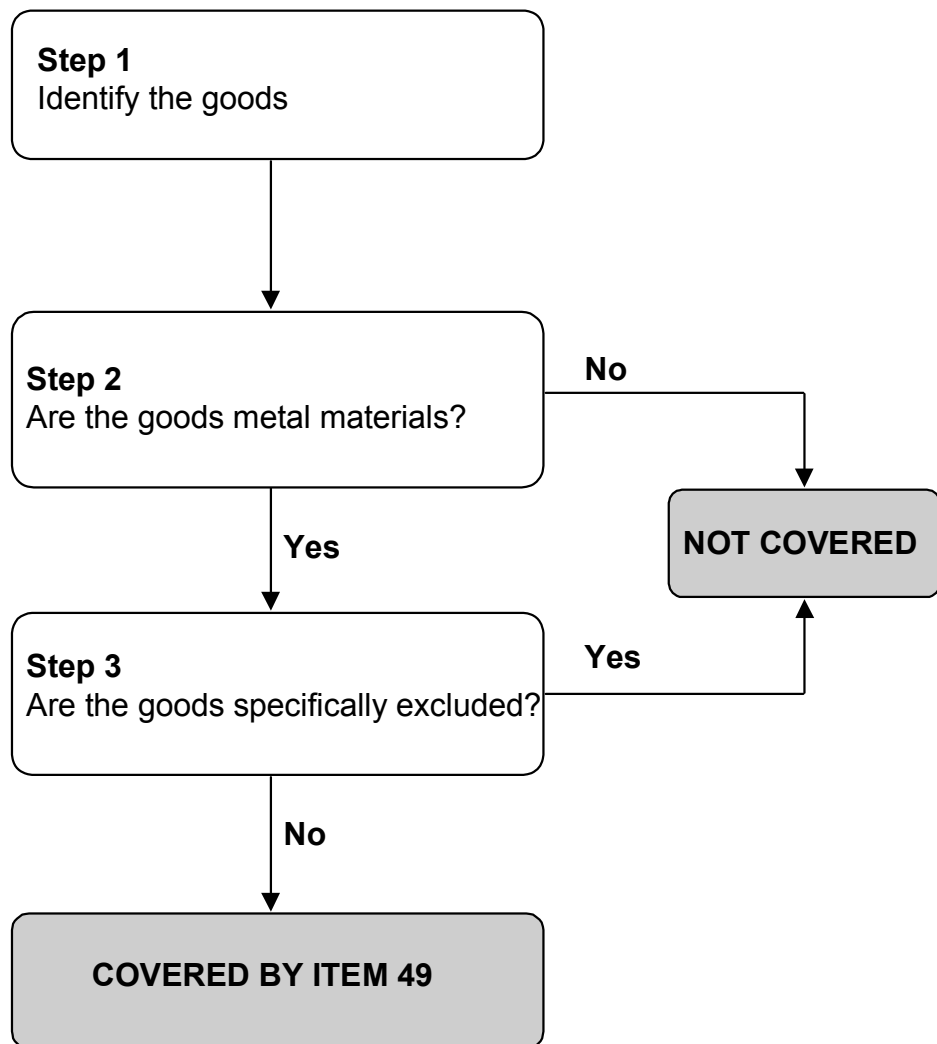 Step 1
Identify the goods
Step 2
Are the goods metal materials?
No
NOT COVERED
Yes
Step 3
Are the goods specifically excluded?
Yes
No
COVERED BY ITEM 49